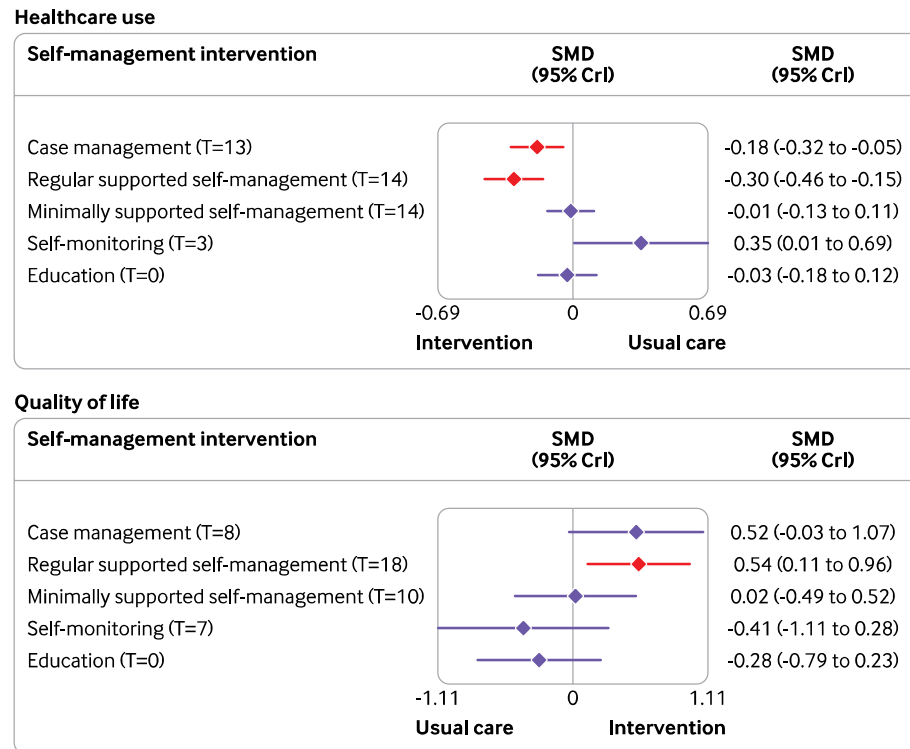 Healthcare use
Self-management intervention SMD (95% CrI) SMD (95% CrI)
Case management (T=13) -0.18 (-0.32 to -0.05)
Regular supported self-management (T=14) -0.30 (-0.46 to -0.15)
Minimally supported self-management (T=14) -0.01 (-0.13 to 0.11)
Self-monitoring (T=3) 0.35 (0.01 to 0.69)
Education (T=0) -0.03 (-0.18 to 0.12)
-0.69 0 0.69
Intervention Usual care
Quality of life
Self-management intervention SMD (95% CrI) SMD (95% CrI)
Case management (T=8) 0.52 (-0.03 to 1.07)
Regular supported self-management (T=18) 0.54 (0.11 to 0.96)
Minimally supported self-management (T=10) 0.02 (-0.49 to 0.52)
Self-monitoring (T=7) -0.41 (-1.11 to 0.28)
Education (T=0) -0.28 (-0.79 to 0.23)
-1.11 0 1.11
Usual care Intervention